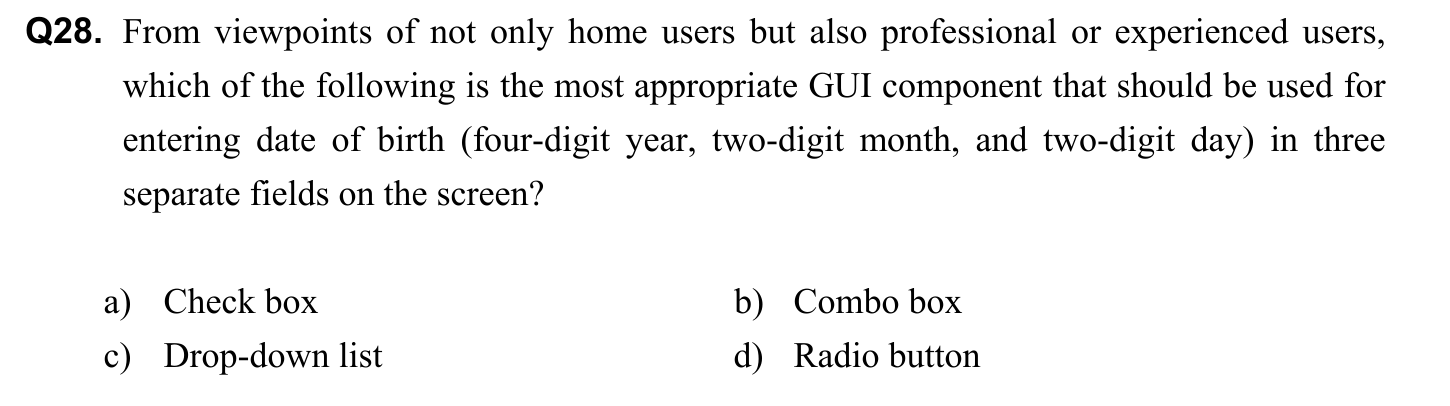 Q28. From viewpoints of not only home users but also professional or experienced users,
which of the following is the most appropriate GUI component that should be used for
entering date of birth (four-digit year, two-digit month, and two-digit day) in three
separate fields on the screen?
a) Check box b) Combo box
c) Drop-down list d) Radio button